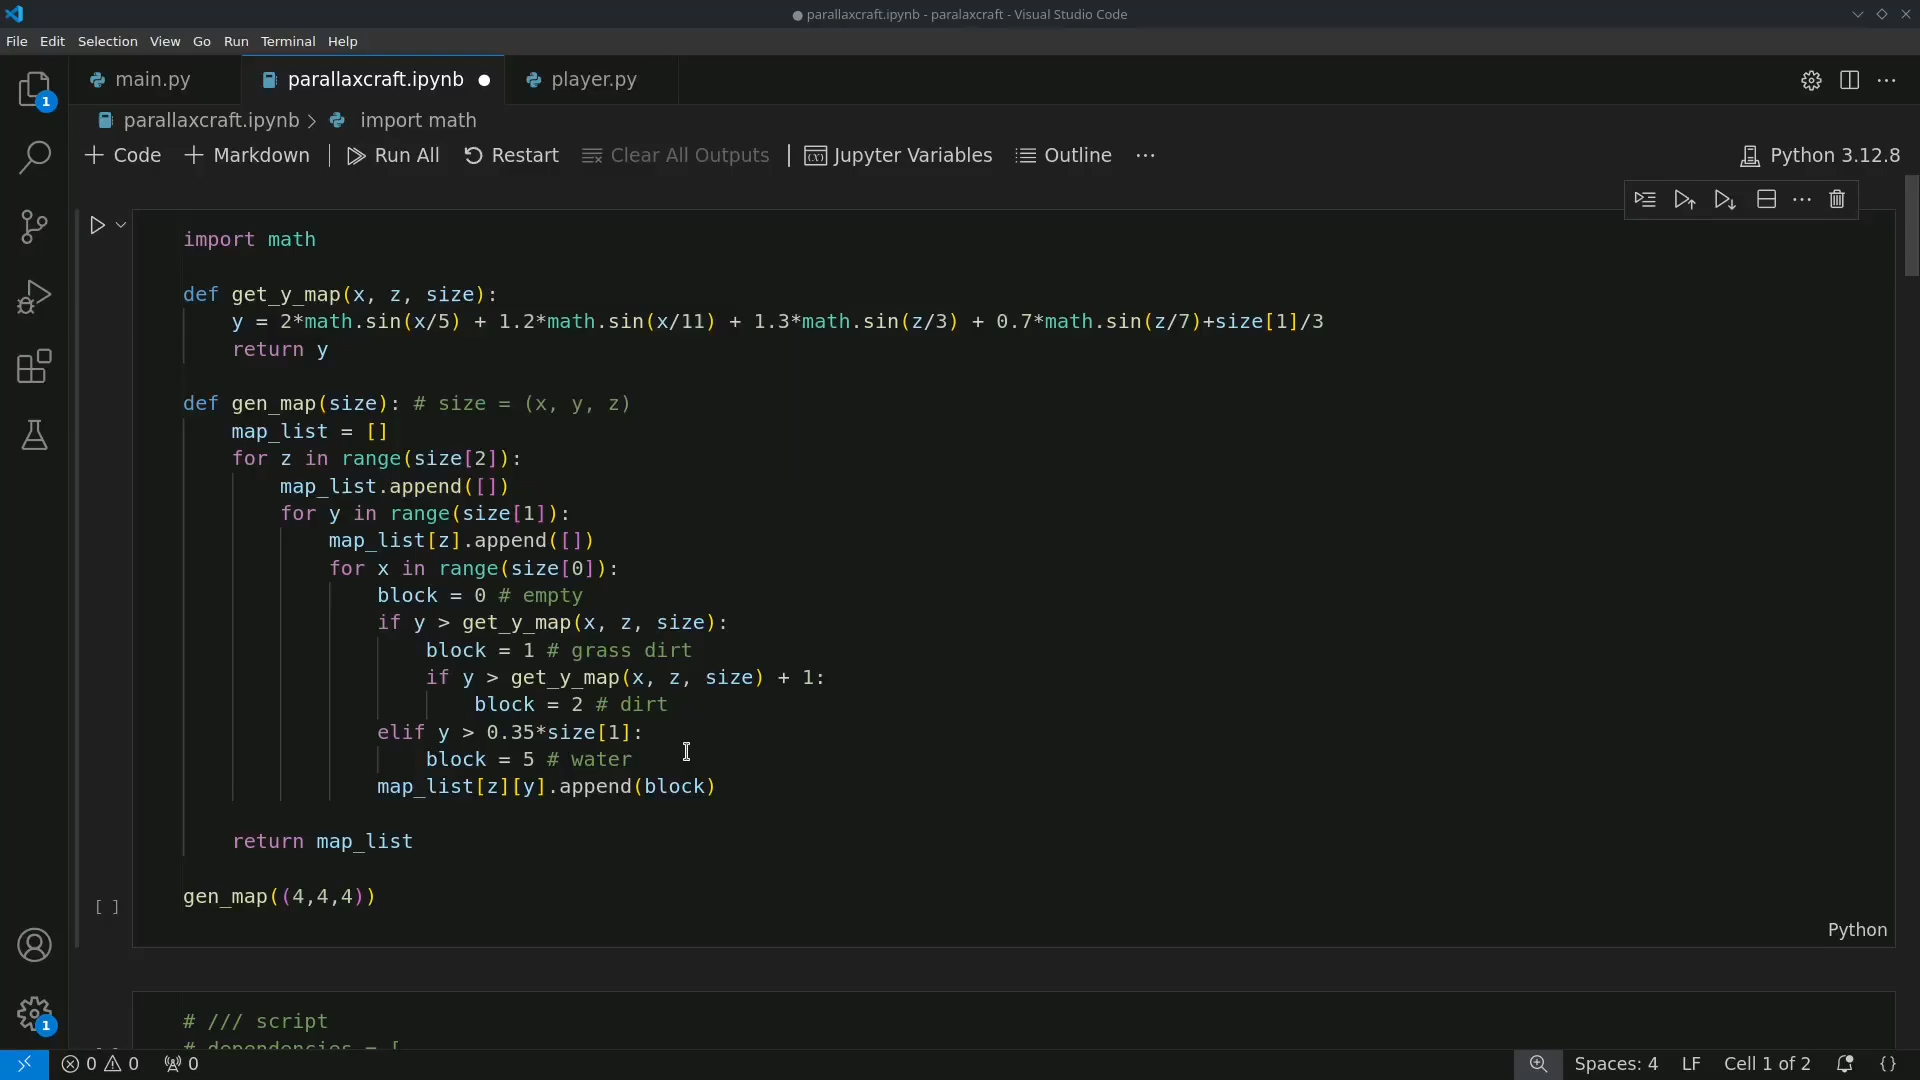 parallaxcraft.ipynb - paralaxcraft - Visual Studio Code
File Edit Selection View Go Run Terminal Help
main.py parallaxcraft.ipynb player.py
1
parallaxcraft.ipynb > import math
+ Code + Markdown | Run All Restart Clear All Outputs | (x) Jupyter Variables Outline ... Python 3.12.8
import math
def get_y_map(x, z, size):
y = 2*math.sin(x/5) + 1.2*math.sin(x/11) + 1.3*math.sin(z/3) + 0.7*math.sin(z/7)+size[1]/3
return y
def gen_map(size): # size = (x, y, z)
map_list = []
for z in range(size[2]):
map_list.append([])
for y in range(size[1]):
map_list[z].append([])
for x in range(size[0]):
block = 0 # empty
if y > get_y_map(x, z, size):
block = 1 # grass dirt
if y > get_y_map(x, z, size) + 1:
block = 2 # dirt
elif y > 0.35*size[1]:
block = 5 # water
map_list[z][y].append(block)
return map_list
gen_map((4,4,4))
[ ]
Python
# /// script
# dependencies = [
1
0 0 0 Spaces: 4 LF Cell 1 of 2 {}